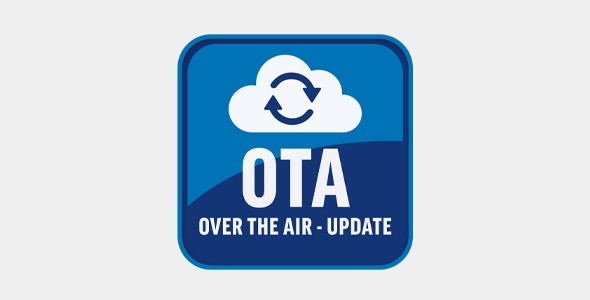 OTA
OVER THE AIR - UPDATE